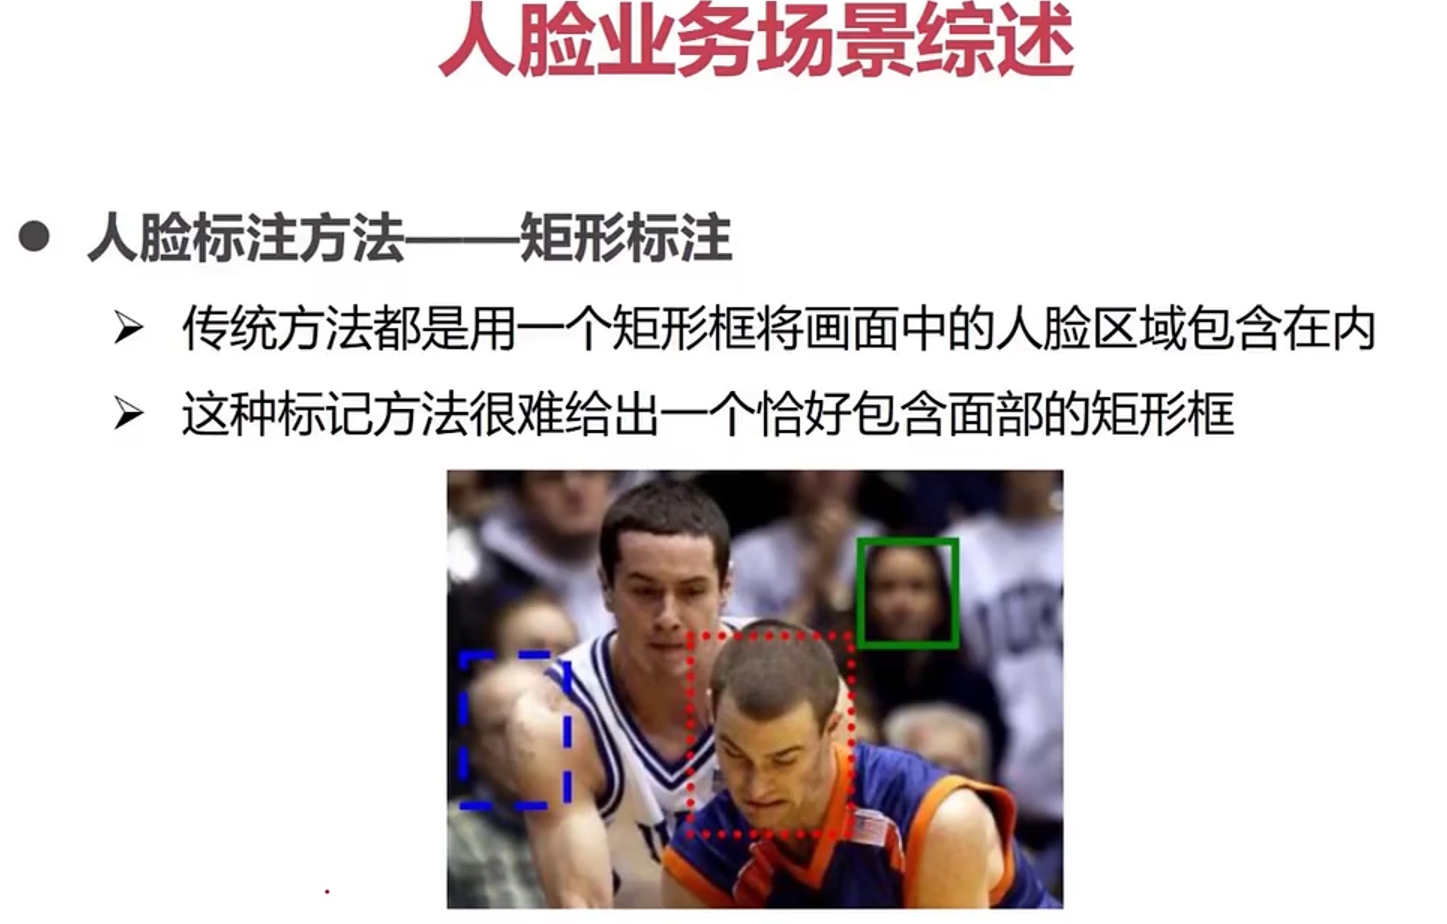 人脸业务场景综述
● 人脸标注方法——矩形标注
➢ 传统方法都是用一个矩形框将画面中的人脸区域包含在内
➢ 这种标记方法很难给出一个恰好包含面部的矩形框